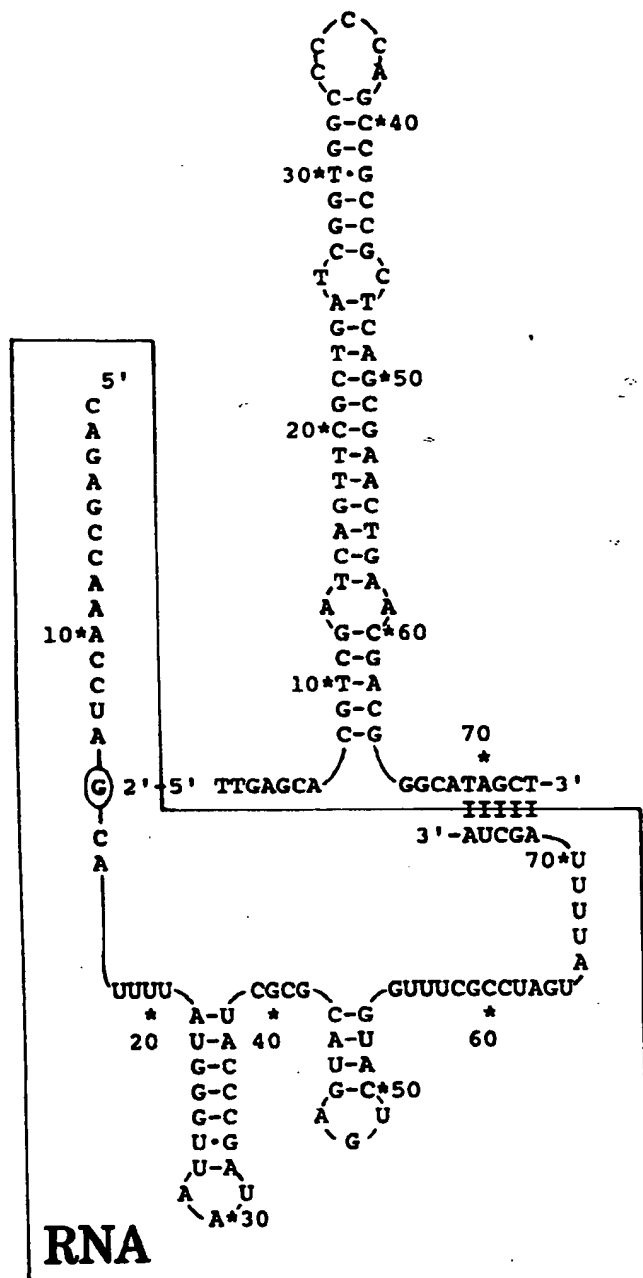 C
C C
C A
C-G
G-C*40
G-C
30*T·G
G-C
G-C
C-G
T C
A-T
G-C
T-A
5' C-G*50
C G-C
A 20*C-G
G T-A
A T-A
G G-C
C A-T
C C-G
A T-A
A A A
10*A G-C*60
C C-G
C 10*T-A
U G-C
A C-G 70
*
G 2'-5' TTGAGCA GGCATAGCT-3'
IIIII
C 3'-AUCGA
A 70*U
U
U
U
A
UUUU CGCG GUUUCGCCUAGU
* A-U * C-G *
20 U-A 40 A-U 60
G-C U-A
G-C G-C*50
G-C A U
U·G G
U-A
A U
A*30
RNA